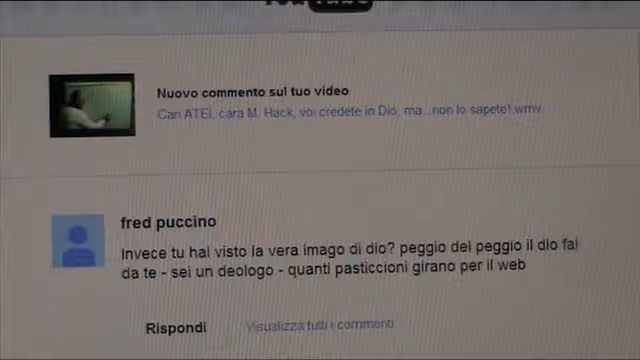 YouTube
Nuovo commento sul tuo video
Cari ATEI, cara M. Hack, voi credete in Dio, ma...non lo sapete!.wmv
fred puccino
Invece tu hai visto la vera imago di dio? peggio dei peggio il dio fai
da te - sei un deologo - quanti pasticcioni girano per il web
Rispondi
Visualizza tutti i commenti